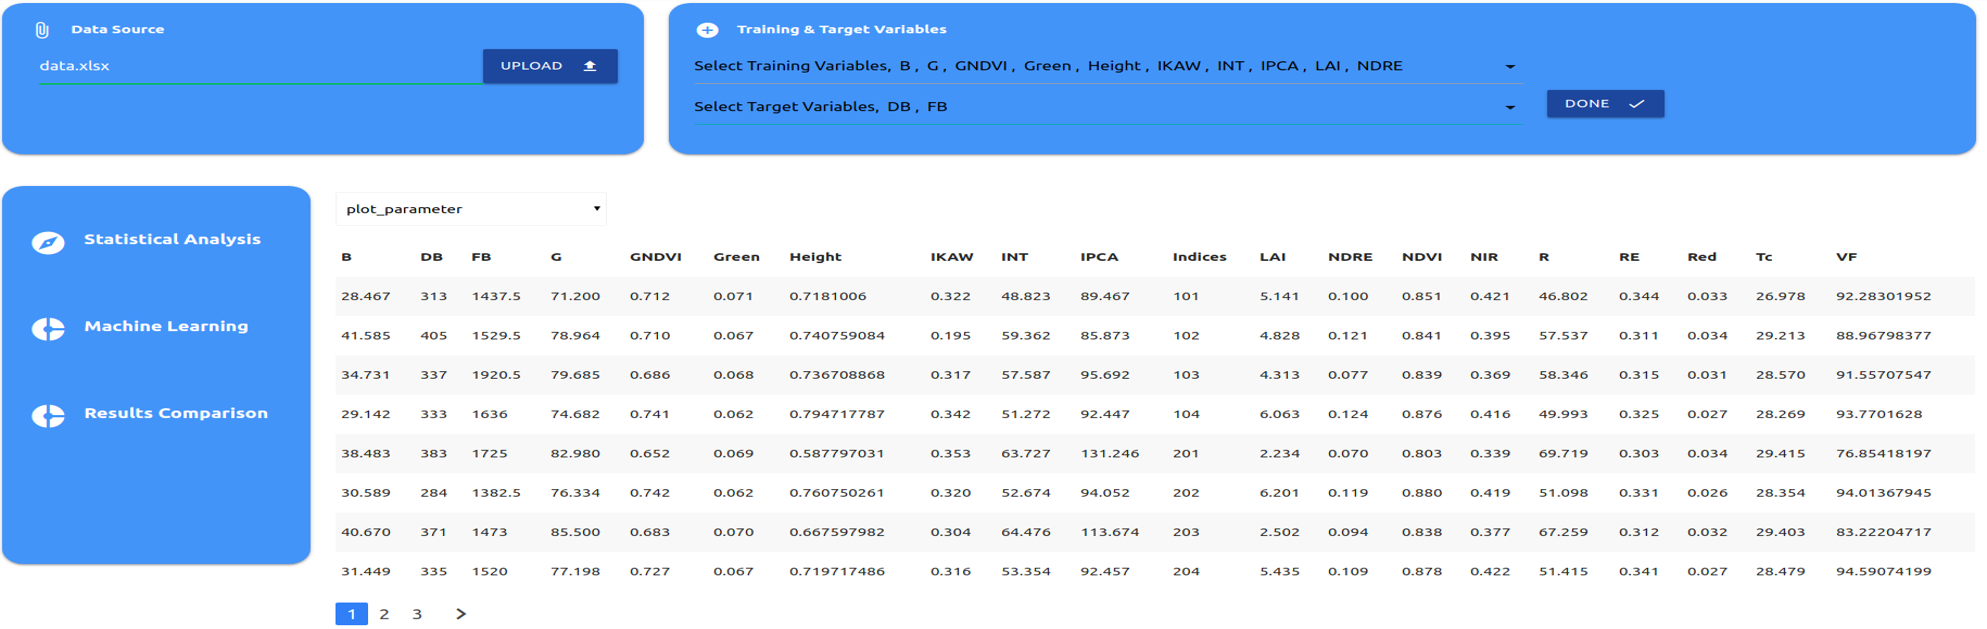 Data Source
data.xlsx
UPLOAD
Training & Target Variables
Select Training Variables, B , G , GNDVI , Green , Height , IKAW , INT , IPCA , LAI , NDRE
Select Target Variables, DB , FB
DONE
Statistical Analysis
Machine Learning
Results Comparison
plot_parameter
B DB FB G GNDVI Green Height IKAW INT IPCA Indices LAI NDRE NDVI NIR R RE Red Tc VF
28.467 313 1437.5 71.200 0.712 0.071 0.7181006 0.322 48.823 89.467 101 5.141 0.100 0.851 0.421 46.802 0.344 0.033 26.978 92.28301952
41.585 405 1529.5 78.964 0.710 0.067 0.740759084 0.195 59.362 85.873 102 4.828 0.121 0.841 0.395 57.537 0.311 0.034 29.213 88.96798377
34.731 337 1920.5 79.685 0.686 0.068 0.736708868 0.317 57.587 95.692 103 4.313 0.077 0.839 0.369 58.346 0.315 0.031 28.570 91.55707547
29.142 333 1636 74.682 0.741 0.062 0.794717787 0.342 51.272 92.447 104 6.063 0.124 0.876 0.416 49.993 0.325 0.027 28.269 93.7701628
38.483 383 1725 82.980 0.652 0.069 0.587797031 0.353 63.727 131.246 201 2.234 0.070 0.803 0.339 69.719 0.303 0.034 29.415 76.85418197
30.589 284 1382.5 76.334 0.742 0.062 0.760750261 0.320 52.674 94.052 202 6.201 0.119 0.880 0.419 51.098 0.331 0.026 28.354 94.01367945
40.670 371 1473 85.500 0.683 0.070 0.667597982 0.304 64.476 113.674 203 2.502 0.094 0.838 0.377 67.259 0.312 0.032 29.403 83.22204717
31.449 335 1520 77.198 0.727 0.067 0.719717486 0.316 53.354 92.457 204 5.435 0.109 0.878 0.422 51.415 0.341 0.027 28.479 94.59074199
1 2 3 >